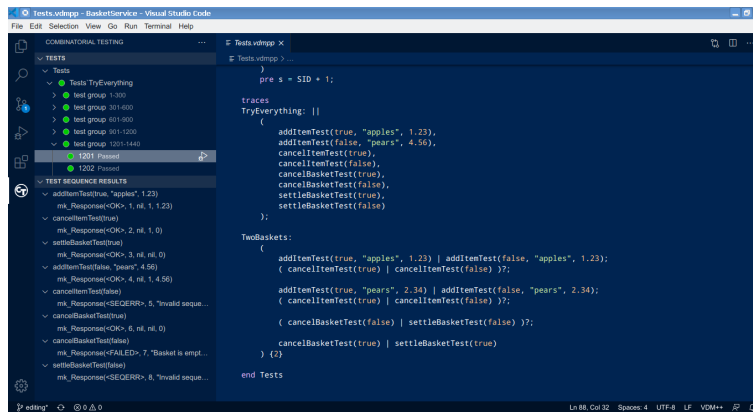 Tests.vdmpp - BasketService - Visual Studio Code
File Edit Selection View Go Run Terminal Help
COMBINATORIAL TESTING ...
TESTS
Tests
Tests`TryEverything
test group 1-300
test group 301-600
test group 601-900
test group 901-1200
test group 1201-1440
1201 Passed
1202 Passed
TEST SEQUENCE RESULTS
addItemTest(true, "apples", 1.23)
mk_Response(<OK>, 1, nil, 1, 1.23)
cancelItemTest(true)
mk_Response(<OK>, 2, nil, 1, 0)
settleBasketTest(true)
mk_Response(<OK>, 3, nil, nil, 0)
addItemTest(false, "pears", 4.56)
mk_Response(<OK>, 4, nil, 1, 4.56)
cancelItemTest(false)
mk_Response(<SEQERR>, 5, "Invalid seque...
cancelBasketTest(true)
mk_Response(<OK>, 6, nil, nil, 0)
cancelBasketTest(false)
mk_Response(<FAILED>, 7, "Basket is empt...
settleBasketTest(false)
mk_Response(<SEQERR>, 8, "Invalid seque...
Tests.vdmpp ×
Tests.vdmpp > ...
)
pre s = SID + 1;
traces
TryEverything: ||
(
addItemTest(true, "apples", 1.23),
addItemTest(false, "pears", 4.56),
cancelItemTest(true),
cancelItemTest(false),
cancelBasketTest(true),
cancelBasketTest(false),
settleBasketTest(true),
settleBasketTest(false)
);
TwoBaskets:
(
addItemTest(true, "apples", 1.23) | addItemTest(false, "apples", 1.23);
( cancelItemTest(true) | cancelItemTest(false) )?;
addItemTest(true, "pears", 2.34) | addItemTest(false, "pears", 2.34);
( cancelItemTest(true) | cancelItemTest(false) )?;
( cancelBasketTest(false) | settleBasketTest(false) )?;
cancelBasketTest(true) | settleBasketTest(true)
) {2}
end Tests
editing* 0 0 Ln 88, Col 32 Spaces: 4 UTF-8 LF VDM++